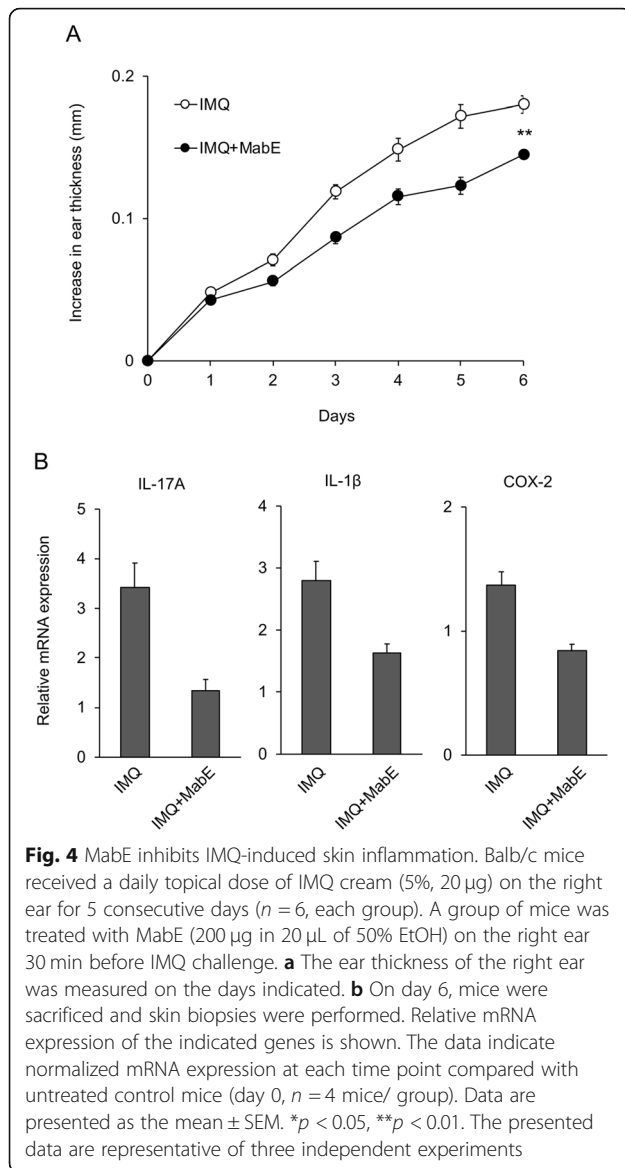 A
0.2
IMQ
IMQ+MabE
**
0.1
0
Increase in ear thickness (mm)
0 1 2 3 4 5 6
Days
B
IL-17A IL-1β COX-2
Relative mRNA expression
5
4
3
2
1
0
4
3
2
1
0
2
1
0
IMQ IMQ+MabE IMQ IMQ+MabE IMQ IMQ+MabE
Fig. 4 MabE inhibits IMQ-induced skin inflammation. Balb/c mice
received a daily topical dose of IMQ cream (5%, 20 μg) on the right
ear for 5 consecutive days (n = 6, each group). A group of mice was
treated with MabE (200 μg in 20 μL of 50% EtOH) on the right ear
30 min before IMQ challenge. a The ear thickness of the right ear
was measured on the days indicated. b On day 6, mice were
sacrificed and skin biopsies were performed. Relative mRNA
expression of the indicated genes is shown. The data indicate
normalized mRNA expression at each time point compared with
untreated control mice (day 0, n = 4 mice/ group). Data are
presented as the mean ± SEM. *p < 0.05, **p < 0.01. The presented
data are representative of three independent experiments